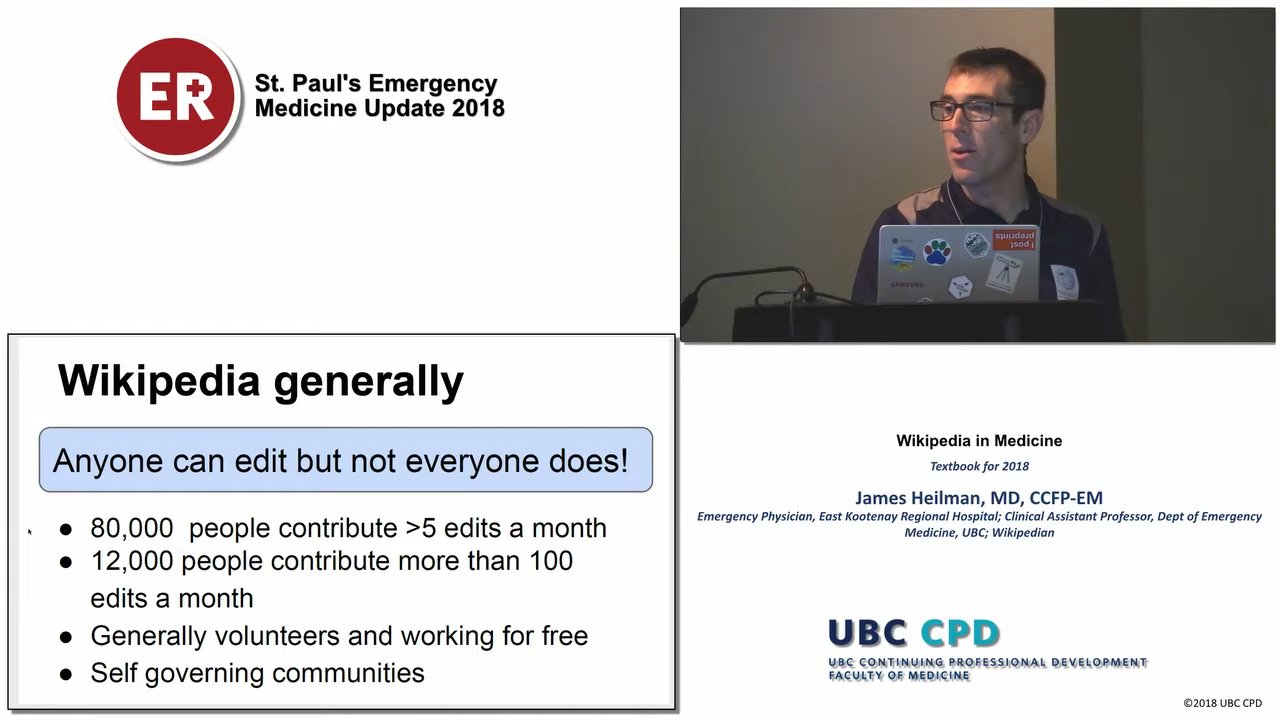 ER
St. Paul's Emergency
Medicine Update 2018
I post
preprints
SAMSUNG
Wikipedia generally
Anyone can edit but not everyone does!
● 80,000 people contribute >5 edits a month
● 12,000 people contribute more than 100
edits a month
● Generally volunteers and working for free
● Self governing communities
Wikipedia in Medicine
Textbook for 2018
James Heilman, MD, CCFP-EM
Emergency Physician, East Kootenay Regional Hospital; Clinical Assistant Professor, Dept of Emergency
Medicine, UBC; Wikipedian
UBC CPD
UBC CONTINUING PROFESSIONAL DEVELOPMENT
FACULTY OF MEDICINE
©2018 UBC CPD